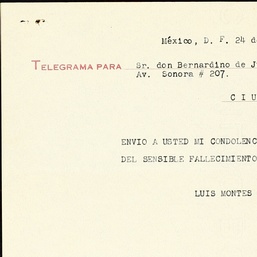 México, D. F. 24 d
TELEGRAMA PARA Sr. don Bernardino de J
Av. Sonora # 207.
C I U
ENVIO A USTED MI CONDOLENC
DEL SENSIBLE FALLECIMIENTO
LUIS MONTES